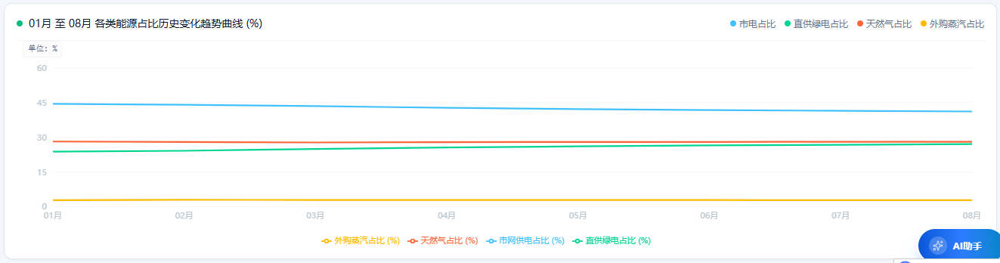 01月 至 08月 各类能源占比历史变化趋势曲线 (%)
市电占比 直供绿电占比 天然气占比 外购蒸汽占比
单位：%
60
45
30
15
0
01月 02月 03月 04月 05月 06月 07月 08月
外购蒸汽占比 (%) 天然气占比 (%) 市网供电占比 (%) 直供绿电占比 (%)
AI助手